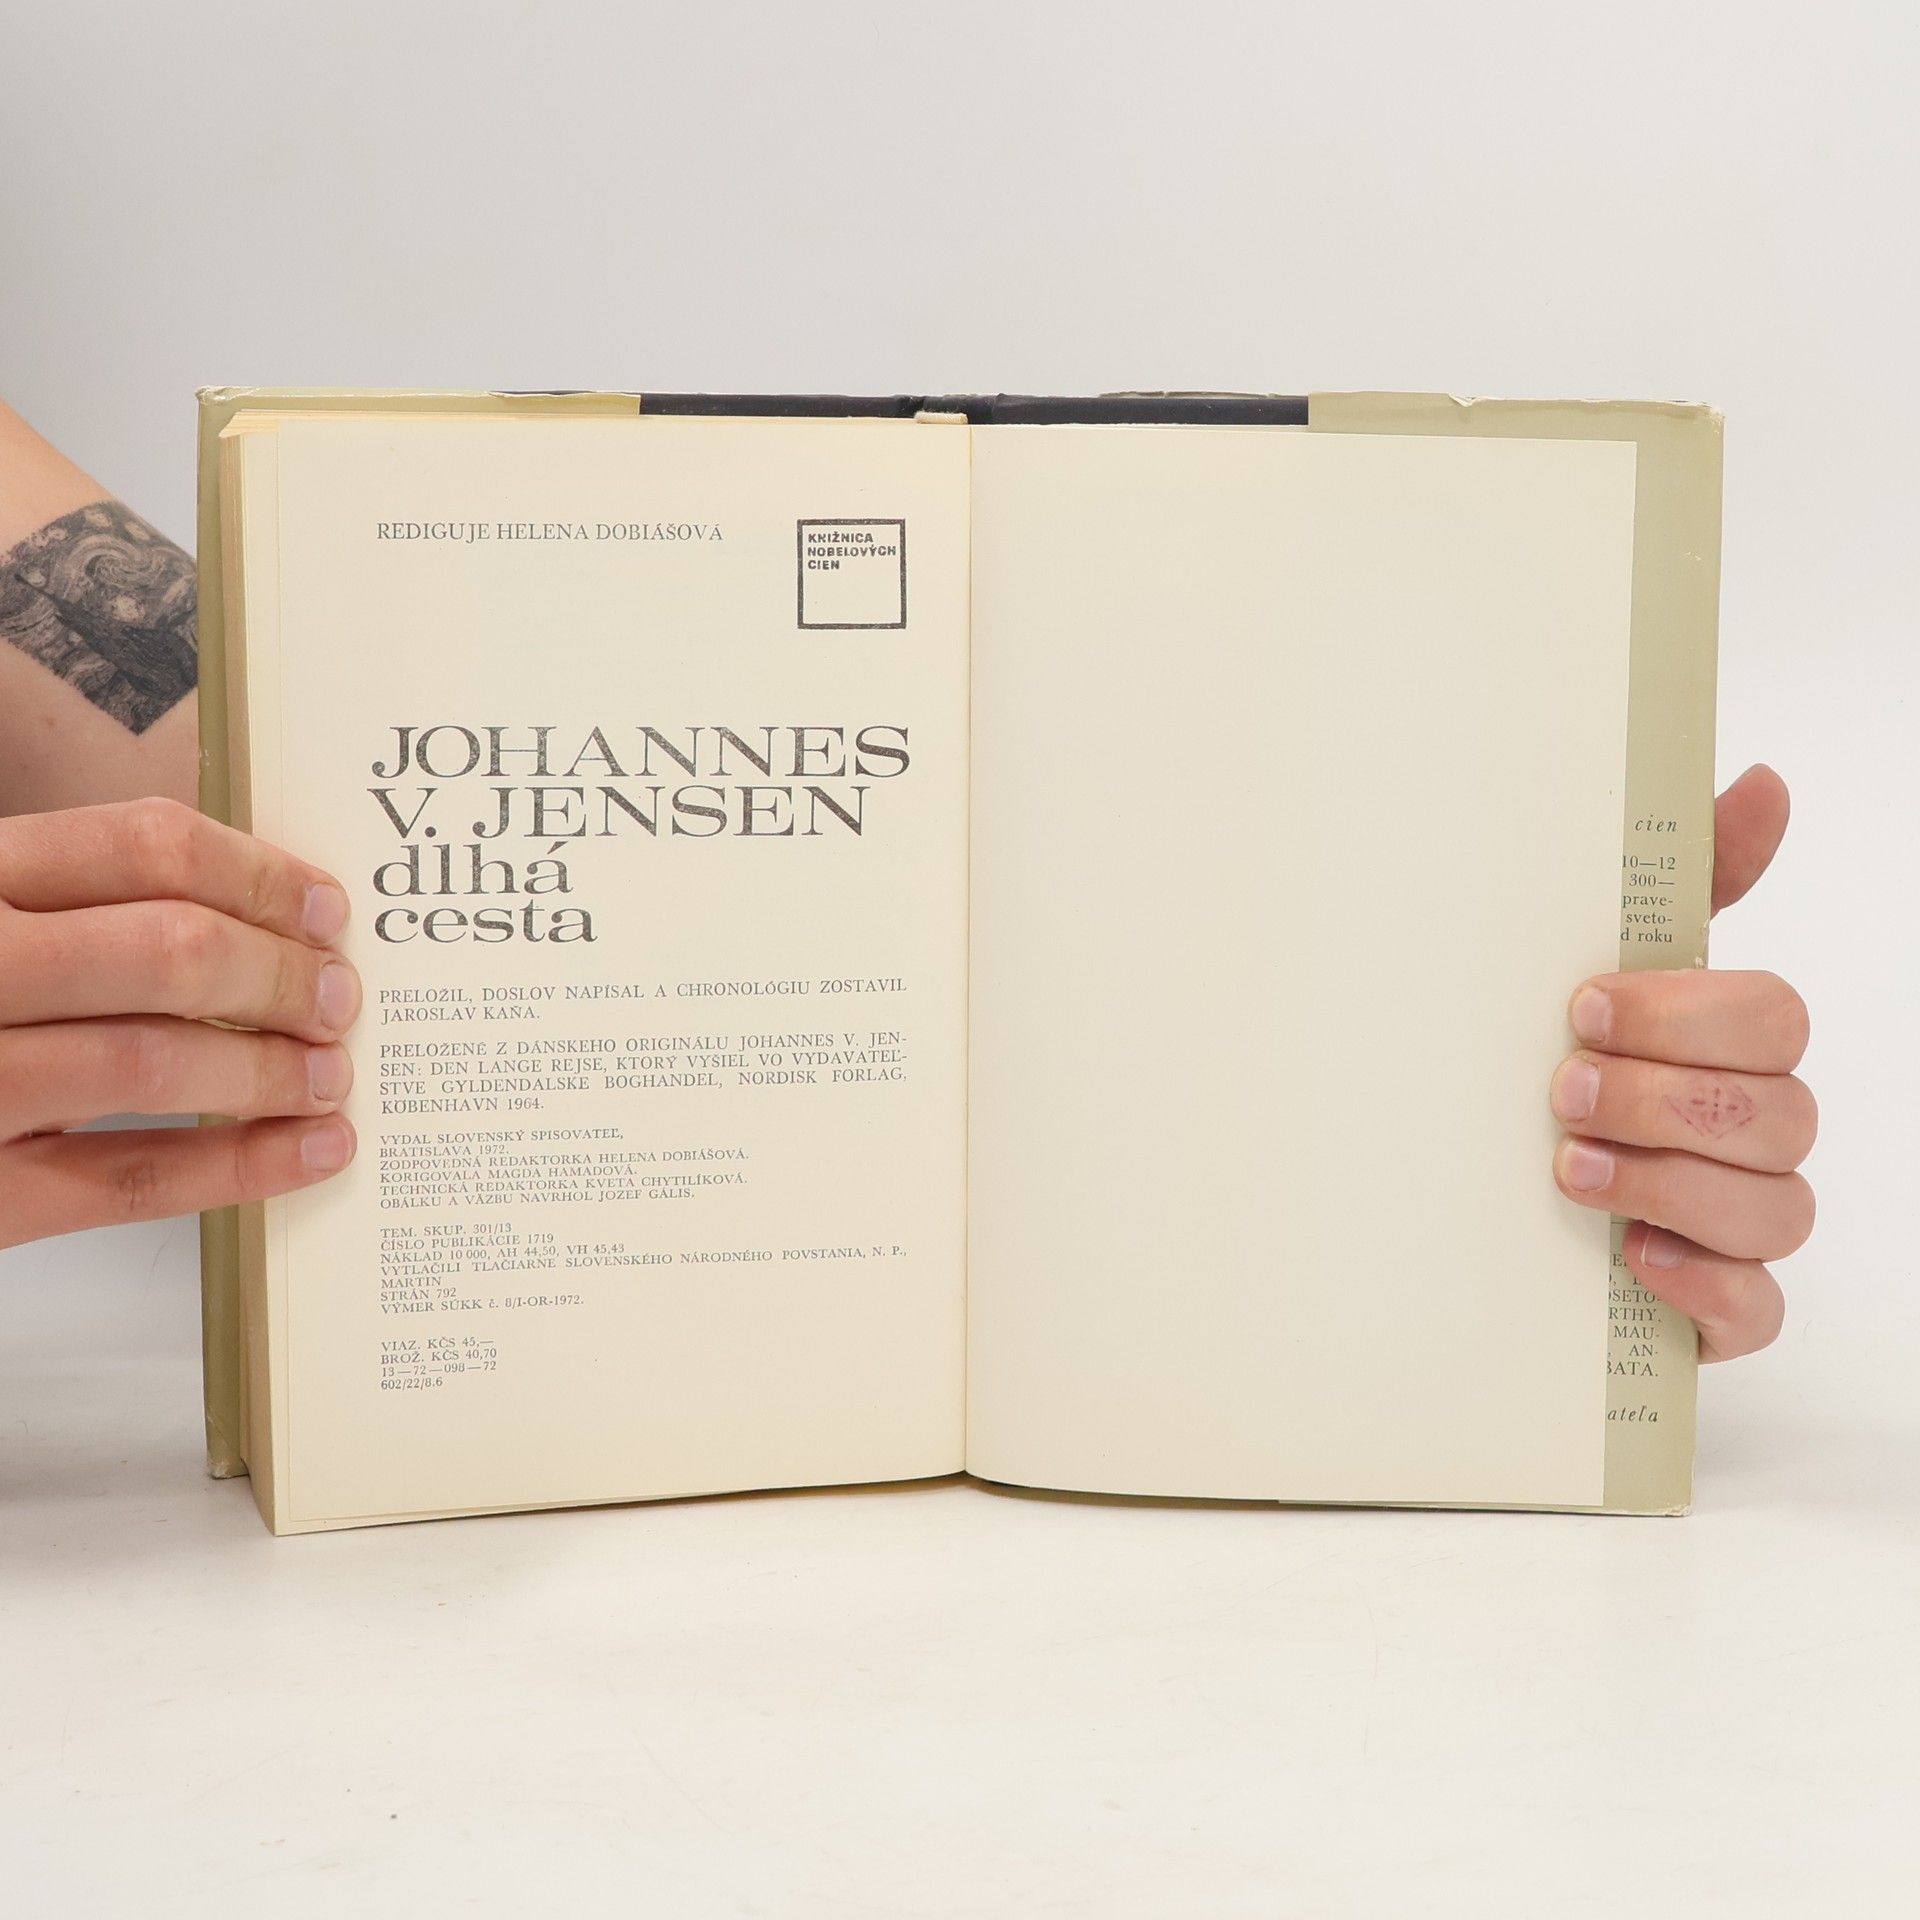 REDIGUJE HELENA DOBIÁŠOVÁ
KNIŽNICA
NOBELOVÝCH
CIEN
JOHANNES
V. JENSEN
dlhá
cesta
PRELOŽIL, DOSLOV NAPÍSAL A CHRONOLÓGIU ZOSTAVIL
JAROSLAV KAŇA.
PRELOŽENÉ Z DÁNSKEHO ORIGINÁLU JOHANNES V. JEN-
SEN: DEN LANGE REJSE, KTORÝ VYŠIEL VO VYDAVATEĽ-
STVE GYLDENDALSKE BOGHANDEL, NORDISK FORLAG,
KÖBENHAVN 1964.
VYDAL SLOVENSKÝ SPISOVATEĽ,
BRATISLAVA 1972.
ZODPOVEDNÁ REDAKTORKA HELENA DOBIÁŠOVÁ.
KORIGOVALA MAGDA HAMADOVÁ.
TECHNICKÁ REDAKTORKA KVETA CHYTILÍKOVÁ.
OBÁLKU A VÄZBU NAVRHOL JOZEF GÁLIS.
TEM. SKUP. 301/13
ČÍSLO PUBLIKÁCIE 1719
NÁKLAD 10 000, AH 44,50, VH 45,43
VYTLAČILI TLAČIARNE SLOVENSKÉHO NÁRODNÉHO POVSTANIA, N. P.,
MARTIN
STRÁN 792
VÝMER SÚKK č. 8/I-OR-1972.
VIAZ. KČS 45,—
BROŽ. KČS 40,70
13—72—098—72
602/22/8.6
cien
10—12
300—
prave-
sveto-
d roku
OSETO-
RTHY,
MAU-
AN-
BATA.
ateľa